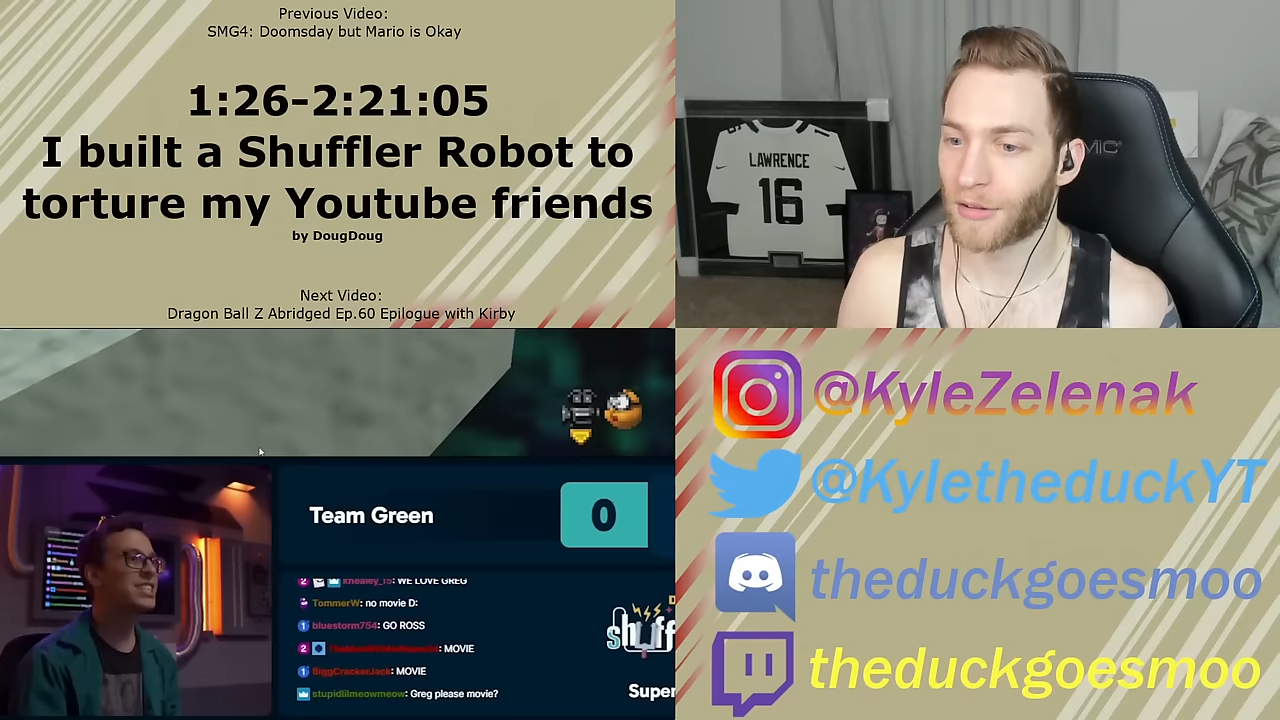 Previous Video:
SMG4: Doomsday but Mario is Okay
1:26-2:21:05
I built a Shuffler Robot to
torture my Youtube friends
by DougDoug
Next Video:
Dragon Ball Z Abridged Ep.60 Epilogue with Kirby
LAWRENCE
16
Team Green
0
knealey_15: WE LOVE GREG
TommerW: no movie D:
bluestorm754: GO ROSS
: MOVIE
BiggCrackerJack: MOVIE
stupidlilmeowmeow: Greg please movie?
shuff
Super
@KyleZelenak
@KyletheduckYT
theduckgoesmoo
theduckgoesmoo